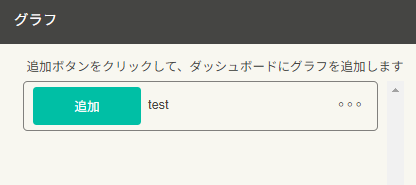 グラフ
追加ボタンをクリックして、ダッシュボードにグラフを追加します
追加 test